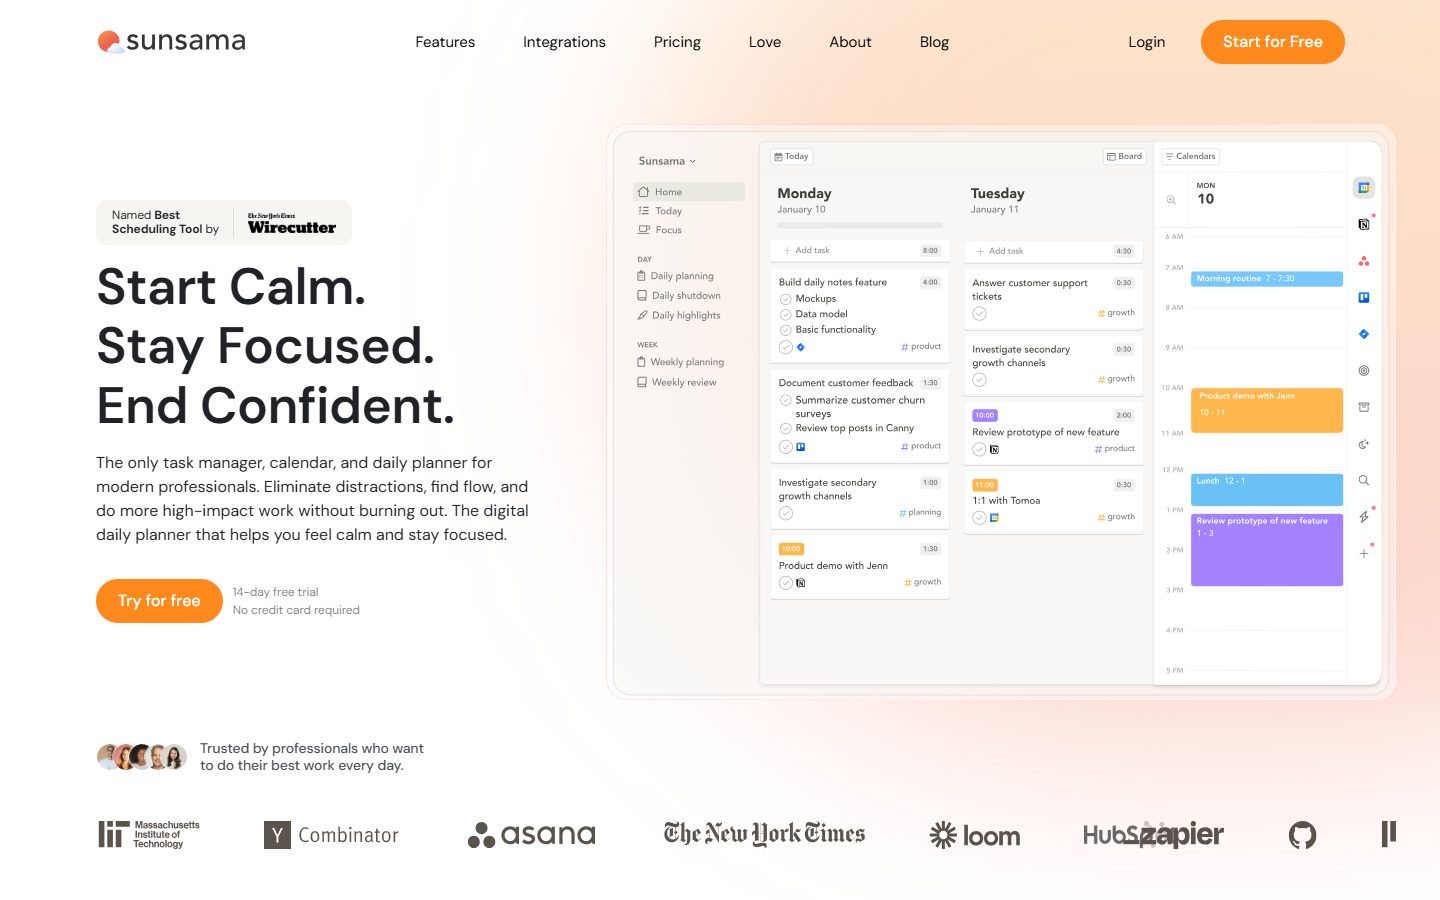 sunsama
Features
Integrations
Pricing
Love
About
Blog
Login
Start for Free
Named Best
Scheduling Tool by
The New York Times
Wirecutter
Start Calm.
Stay Focused.
End Confident.
The only task manager, calendar, and daily planner for
modern professionals. Eliminate distractions, find flow, and
do more high-impact work without burning out. The digital
daily planner that helps you feel calm and stay focused.
Try for free
14-day free trial
No credit card required
Sunsama
Home
Today
Focus
DAY
Daily planning
Daily shutdown
Daily highlights
WEEK
Weekly planning
Weekly review
Today
Board
Monday
January 10
+ Add task 8:00
Build daily notes feature 4:00
Mockups
Data model
Basic functionality
# product
Document customer feedback 1:30
Summarize customer churn
surveys
Review top posts in Canny
# product
Investigate secondary 1:00
growth channels
# planning
10:00 1:30
Product demo with Jenn
# growth
Tuesday
January 11
+ Add task 4:30
Answer customer support 0:30
tickets
# growth
Investigate secondary 0:30
growth channels
# growth
10:00 2:00
Review prototype of new feature
# product
11:00 0:30
1:1 with Tomoa
# growth
Calendars
MON
10
6 AM
7 AM
Morning routine 7 - 7:30
8 AM
9 AM
10 AM
Product demo with Jenn
10 - 11
11 AM
12 PM
Lunch 12 - 1
1 PM
Review prototype of new feature
1 - 3
2 PM
3 PM
4 PM
5 PM
Trusted by professionals who want
to do their best work every day.
Massachusetts
Institute of
Technology
Y Combinator
asana
The New York Times
loom
HubSpot
zapier